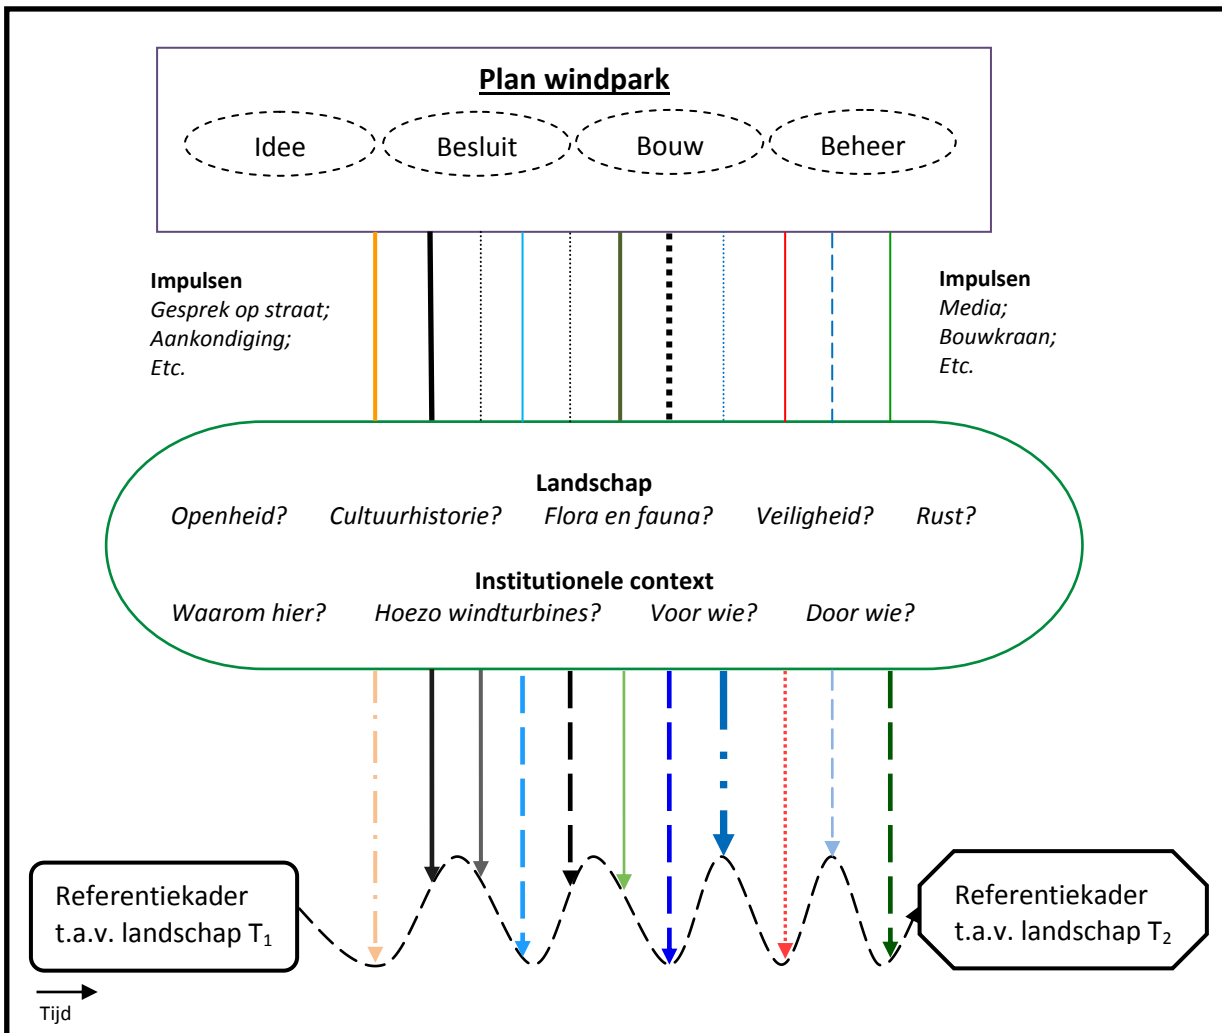 Plan windpark
Idee
Besluit
Bouw
Beheer
Impulsen
Gesprek op straat;
Aankondiging;
Etc.
Impulsen
Media;
Bouwkraan;
Etc.
Landschap
Openheid? Cultuurhistorie? Flora en fauna? Veiligheid? Rust?
Institutionele context
Waarom hier? Hoezo windturbines? Voor wie? Door wie?
Referentiekader
t.a.v. landschap T₁
Referentiekader
t.a.v. landschap T₂
Tijd